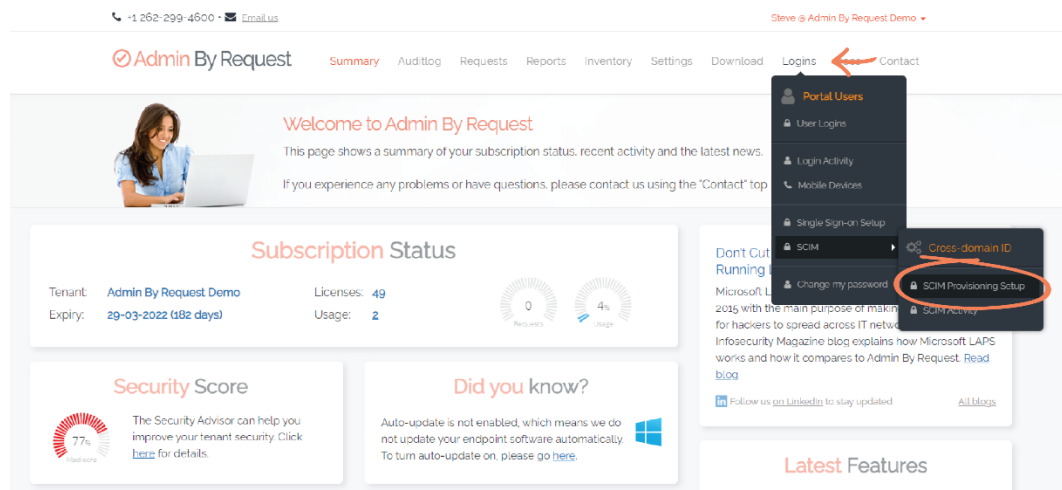 -1 262-299-4600 • Email us
Steve @ Admin By Request Demo
Admin By Request
Summary Auditlog Requests Reports Inventory Settings Download Logins Contact
Portal Users
User Logins
Login Activity
Mobile Devices
Single Sign-on Setup
SCIM
Change my password
Cross-domain ID
SCIM Provisioning Setup
SCIM Activity
Welcome to Admin By Request
This page shows a summary of your subscription status, recent activity and the latest news.
If you experience any problems or have questions, please contact us using the "Contact" top
Subscription Status
Tenant: Admin By Request Demo Licenses: 49
Expiry: 29-03-2022 (182 days) Usage: 2
0
Requests
4%
Usage
Don't Cut
Running L
Microsoft L
2015 with the main purpose of makin
for hackers to spread across IT netwo
Infosecurity Magazine blog explains how Microsoft LAPS
works and how it compares to Admin By Request. Read
blog
Follow us on LinkedIn to stay updated All blogs
Security Score
77%
The Security Advisor can help you
improve your tenant security. Click
here for details.
Did you know?
Auto-update is not enabled, which means we do
not update your endpoint software automatically.
To turn auto-update on, please go here.
Latest Features